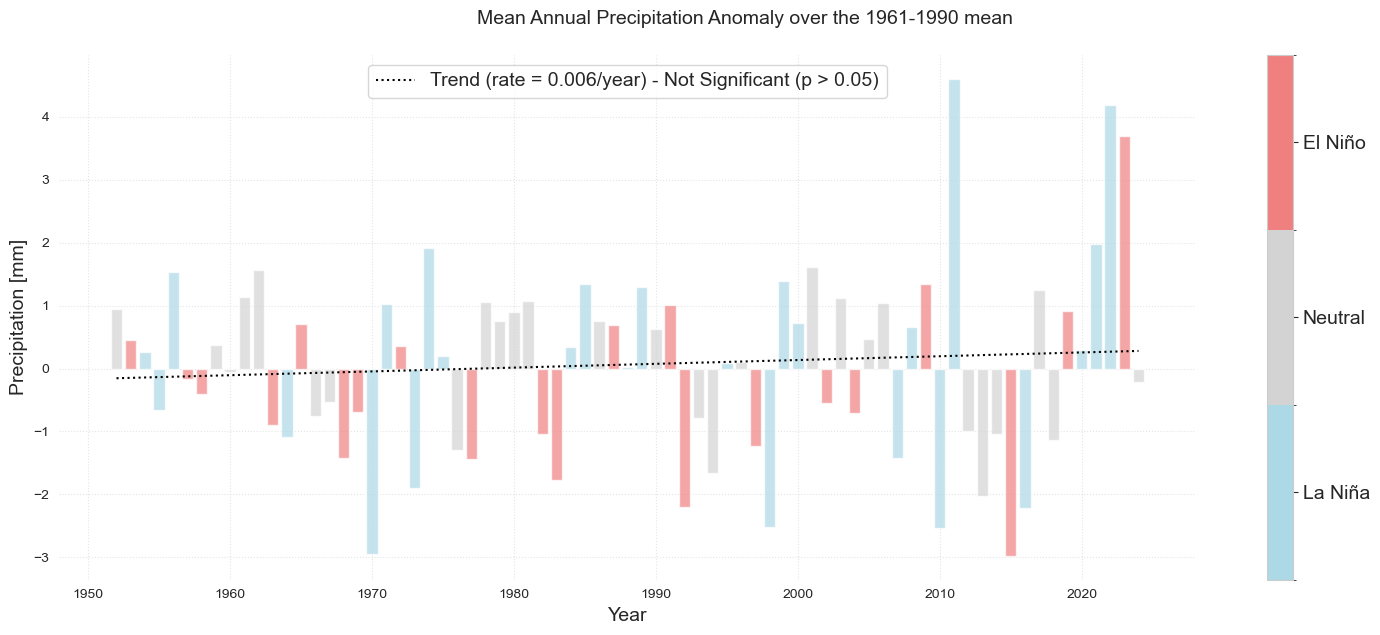 Mean Annual Precipitation Anomaly over the 1961-1990 mean
Trend (rate = 0.006/year) - Not Significant (p > 0.05)
Precipitation [mm]
4
3
2
1
0
−1
−2
−3
1950
1960
1970
1980
1990
2000
2010
2020
Year
El Niño
Neutral
La Niña